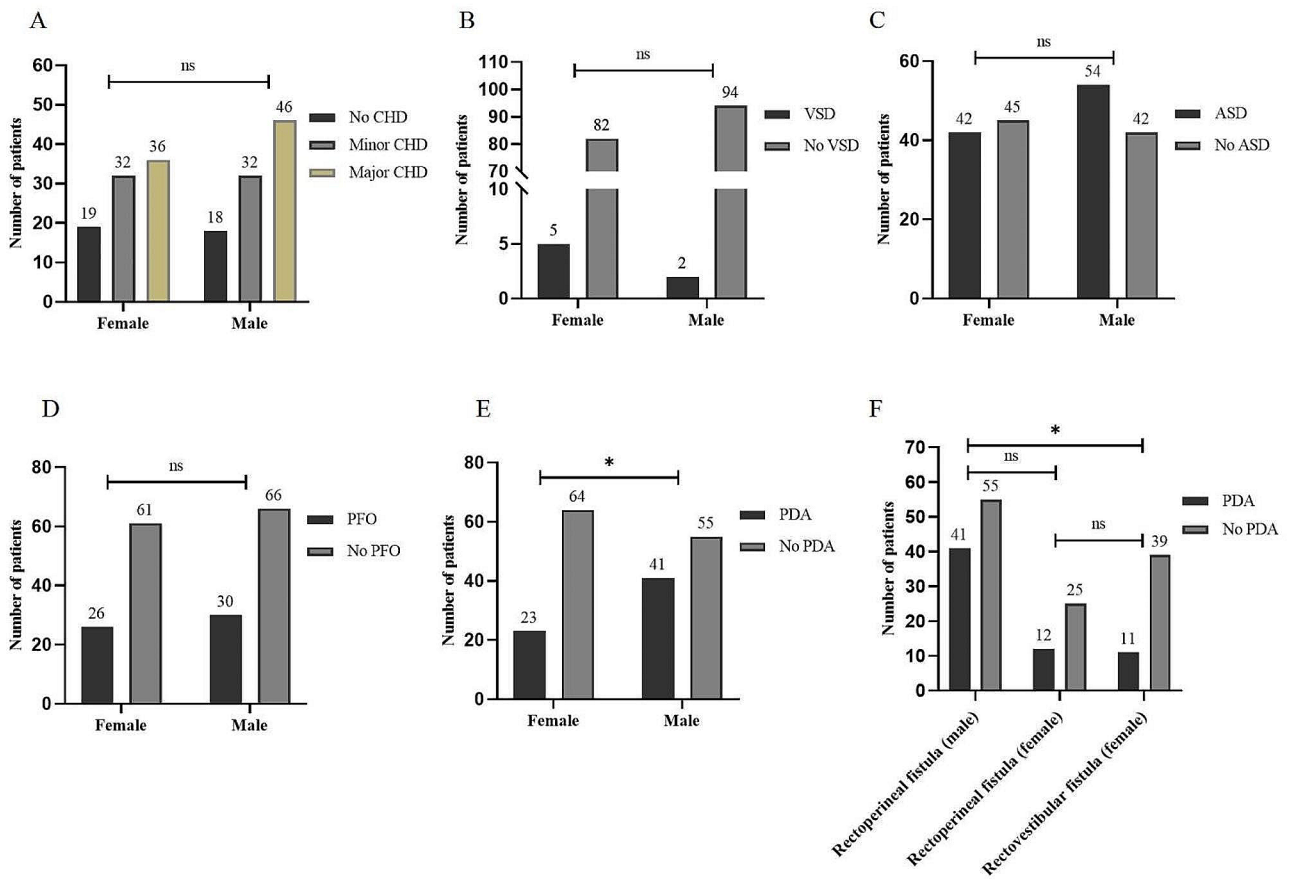 A
Number of patients
60
50
40
30
20
10
0
ns
19
32
36
18
32
46
Female
Male
No CHD
Minor CHD
Major CHD
B
Number of patients
110
100
90
80
70
10
5
0
ns
5
82
2
94
Female
Male
VSD
No VSD
C
Number of patients
60
40
20
0
ns
42
45
54
42
Female
Male
ASD
No ASD
D
Number of patients
80
60
40
20
0
ns
26
61
30
66
Female
Male
PFO
No PFO
E
Number of patients
80
60
40
20
0
*
23
64
41
55
Female
Male
PDA
No PDA
F
Number of patients
70
60
50
40
30
20
10
0
*
ns
ns
41
55
12
25
11
39
Rectoperineal fistula (male)
Rectoperineal fistula (female)
Rectovestibular fistula (female)
PDA
No PDA